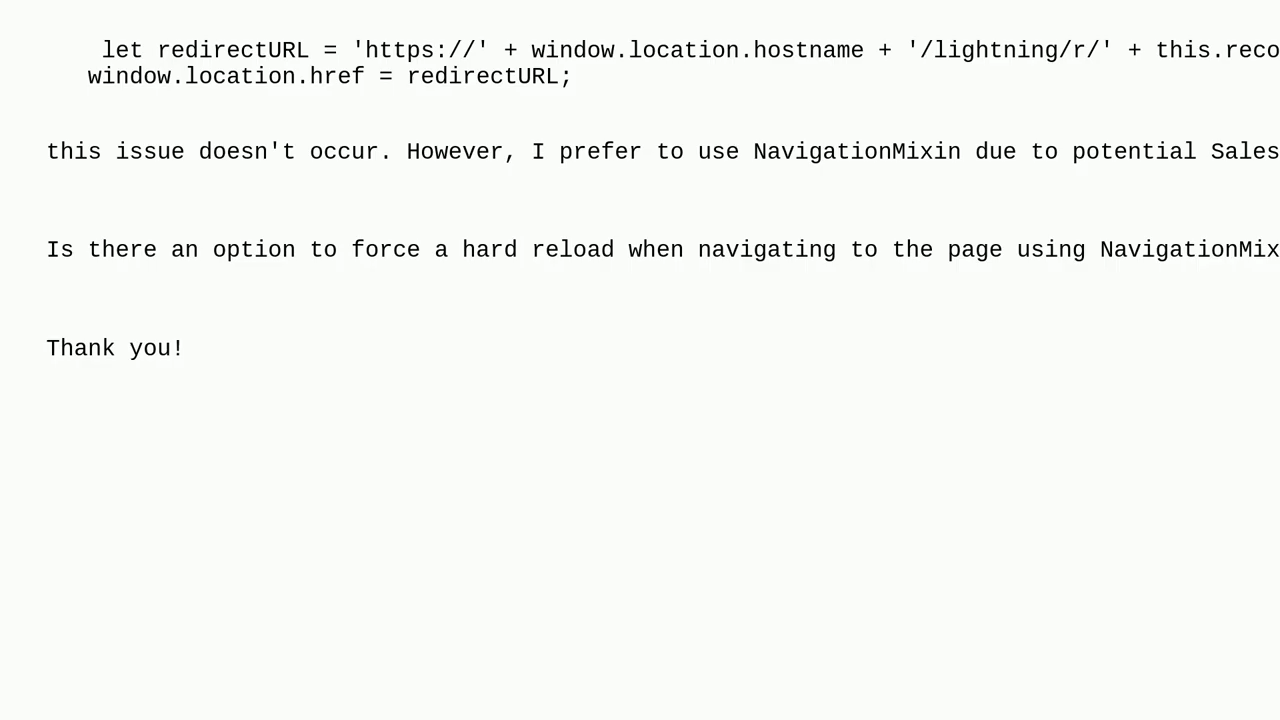 let redirectURL = 'https://' + window.location.hostname + '/lightning/r/' + this.reco
window.location.href = redirectURL;
this issue doesn't occur. However, I prefer to use NavigationMixin due to potential Sales
Is there an option to force a hard reload when navigating to the page using NavigationMix
Thank you!